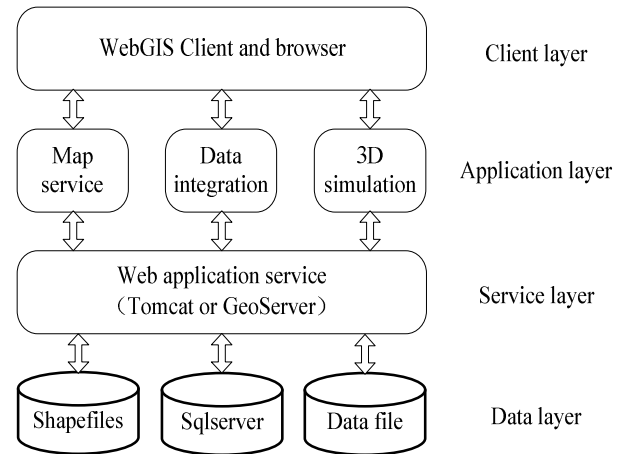 WebGIS Client and browser
Client layer
Map
service
Data
integration
3D
simulation
Application layer
Web application service
（Tomcat or GeoServer）
Service layer
Shapefiles
Sqlserver
Data file
Data layer